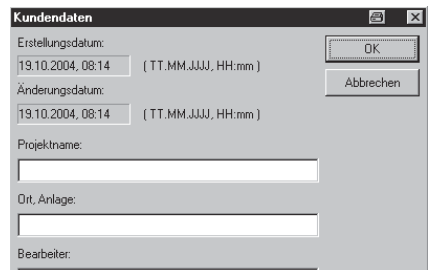 Kundendaten
Erstellungsdatum:
OK
19.10.2004, 08:14 ( TT.MM.JJJJ, HH:mm )
Abbrechen
Änderungsdatum:
19.10.2004, 08:14 ( TT.MM.JJJJ, HH:mm )
Projektname:
Ort, Anlage:
Bearbeiter: